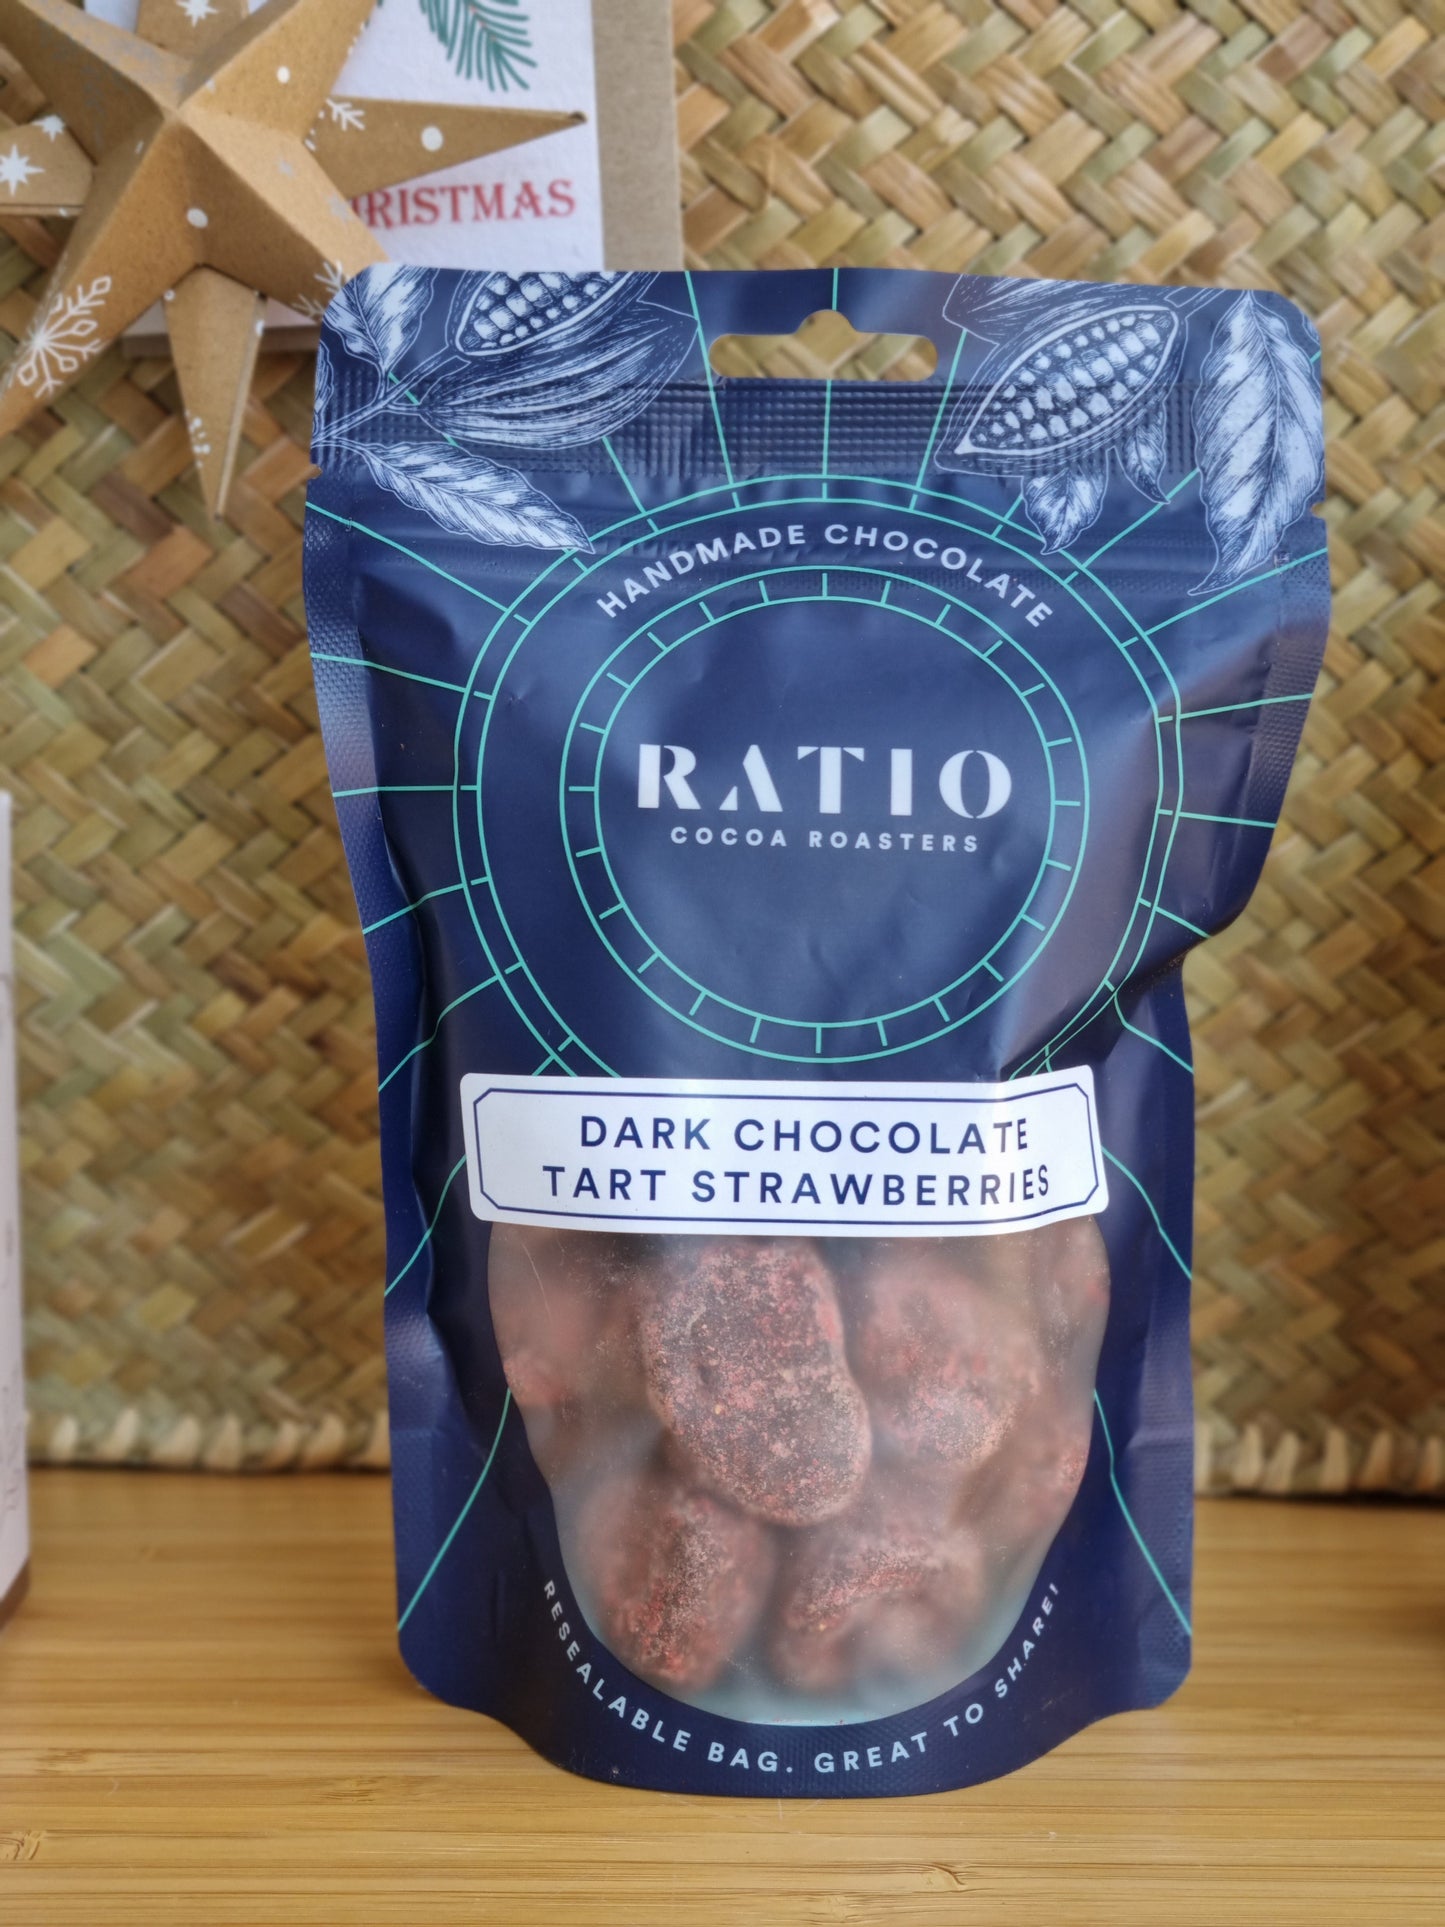 HANDMADE CHOCOLATE
RATIO
COCOA ROASTERS
DARK CHOCOLATE
TART STRAWBERRIES
RESEALABLE BAG. GREAT TO SHARE!